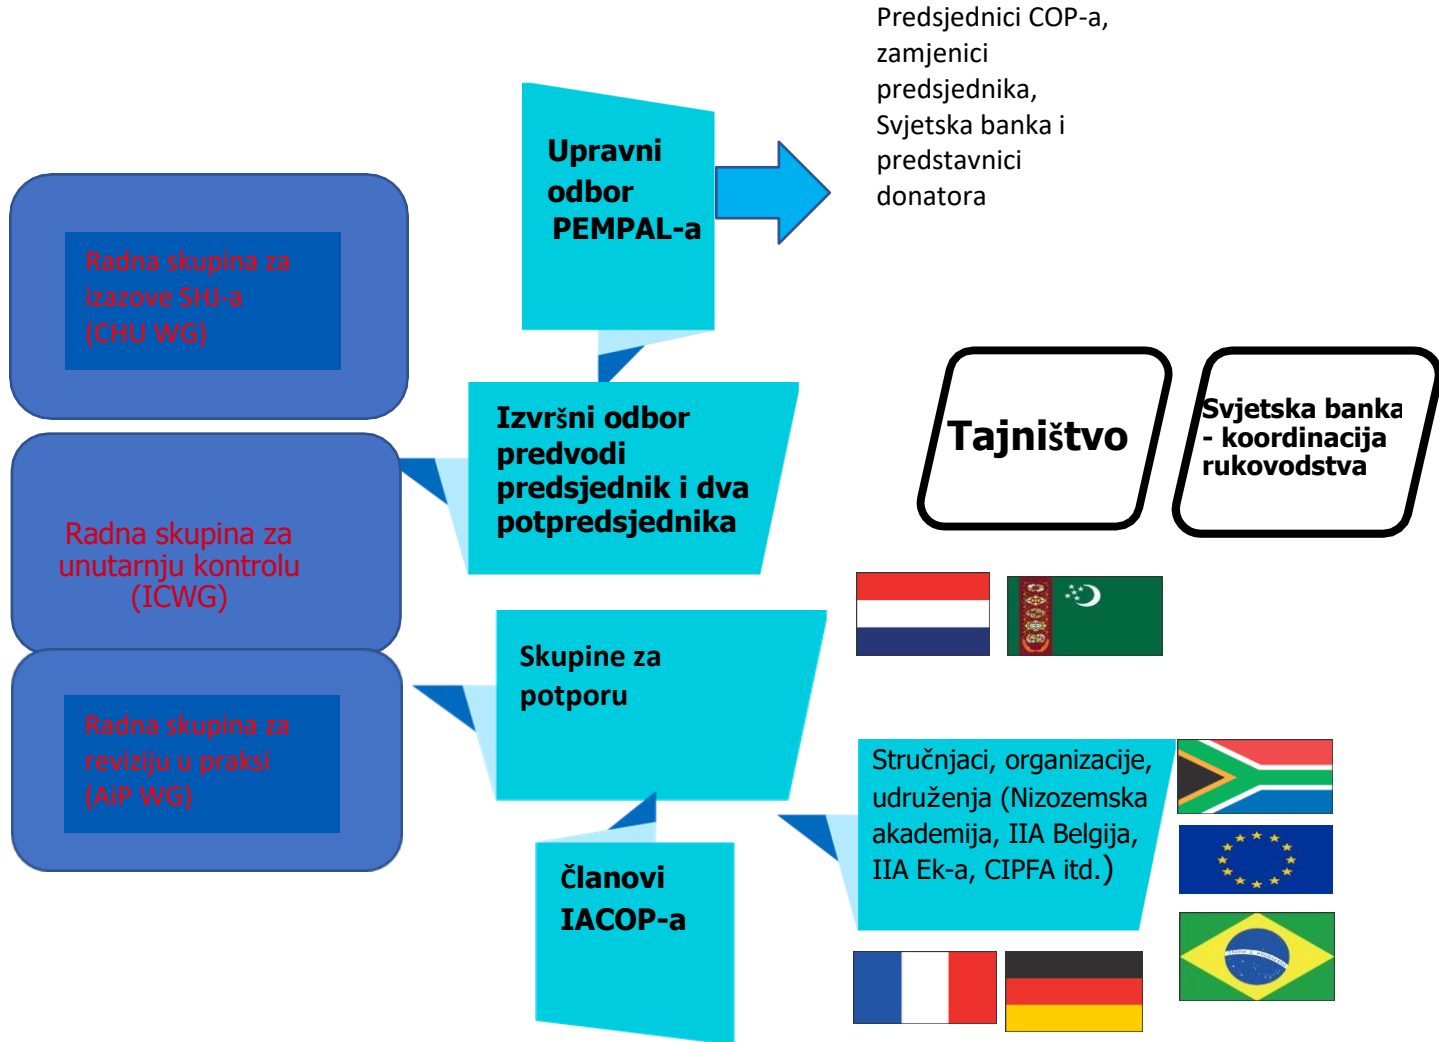 Predsjednici COP-a,
zamjenici
predsjednika,
Svjetska banka i
predstavnici
donatora
Upravni
odbor
PEMPAL-a
Radna skupina za
izazove SHJ-a
(CHU WG)
Izvršni odbor
predvodi
predsjednik i dva
potpredsjednika
Tajništvo
Svjetska banka
- koordinacija
rukovodstva
Radna skupina za
unutarnju kontrolu
(ICWG)
Skupine za
potporu
Radna skupina za
reviziju u praksi
(AiP WG)
Stručnjaci, organizacije,
udruženja (Nizozemska
akademija, IIA Belgija,
IIA Ek-a, CIPFA itd.)
Članovi
IACOP-a